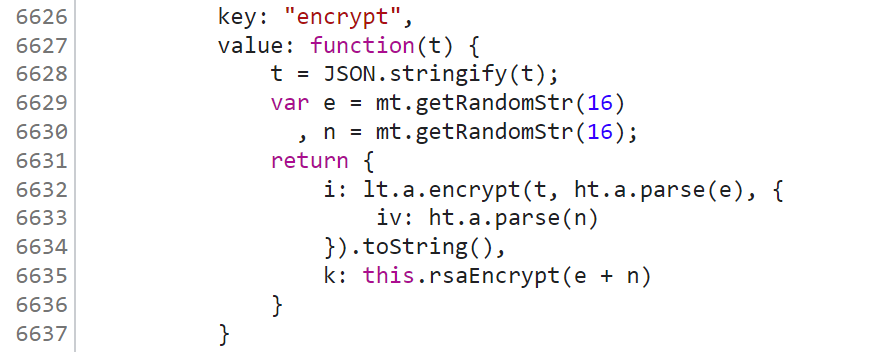 6626 key: "encrypt",
6627 value: function(t) {
6628 t = JSON.stringify(t);
6629 var e = mt.getRandomStr(16)
6630 , n = mt.getRandomStr(16);
6631 return {
6632 i: lt.a.encrypt(t, ht.a.parse(e), {
6633 iv: ht.a.parse(n)
6634 }).toString(),
6635 k: this.rsaEncrypt(e + n)
6636 }
6637 }